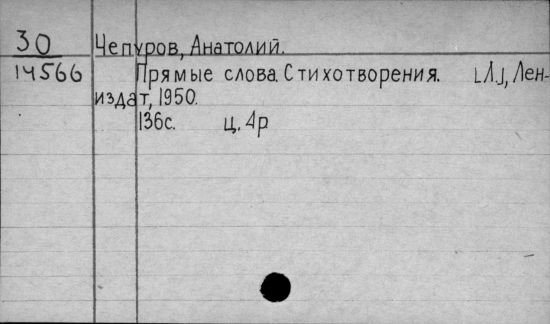 30 Чепуров, Анатолий.
14566 Прямые слова. Стихотворения. [Л], Лен-
издат, 1950.
136с. ц. 4р